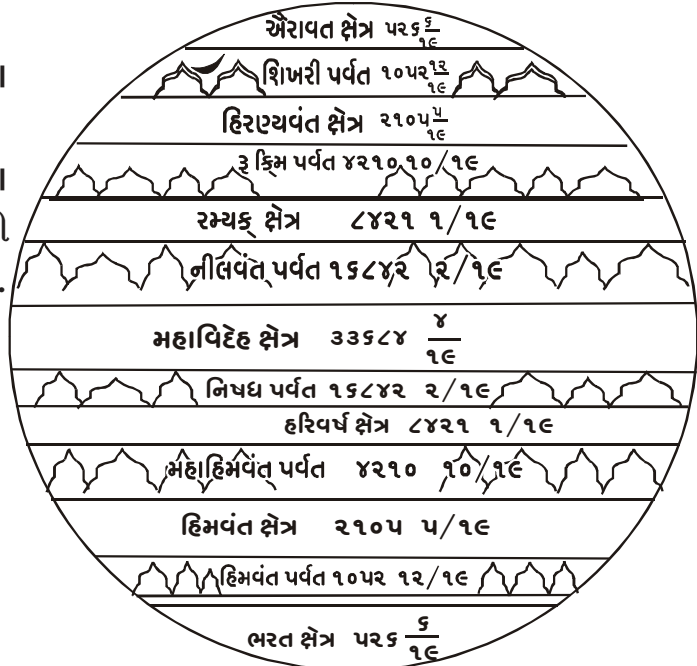 ઐરાવત ક્ષેત્ર ૫૨૬ ૬/૧૯
શિખરી પર્વત ૧૦૫૨ ૧૨/૧૯
હિરણ્યવંત ક્ષેત્ર ૨૧૦૫ ૫/૧૯
રૂ ક્મિ પર્વત ૪૨૧૦ ૧૦/૧૯
રમ્યક્ ક્ષેત્ર ૮૪૨૧ ૧/૧૯
નીલવંત પર્વત ૧૬૮૪૨ ૨/૧૯
મહાવિદેહ ક્ષેત્ર ૩૩૬૮૪ ૪/૧૯
નિષધ પર્વત ૧૬૮૪૨ ૨/૧૯
હરિવર્ષ ક્ષેત્ર ૮૪૨૧ ૧/૧૯
મહાહિમવંત પર્વત ૪૨૧૦ ૧૦/૧૯
હિમવંત ક્ષેત્ર ૨૧૦૫ ૫/૧૯
હિમવંત પર્વત ૧૦૫૨ ૧૨/૧૯
ભરત ક્ષેત્ર ૫૨૬ ૬/૧૯